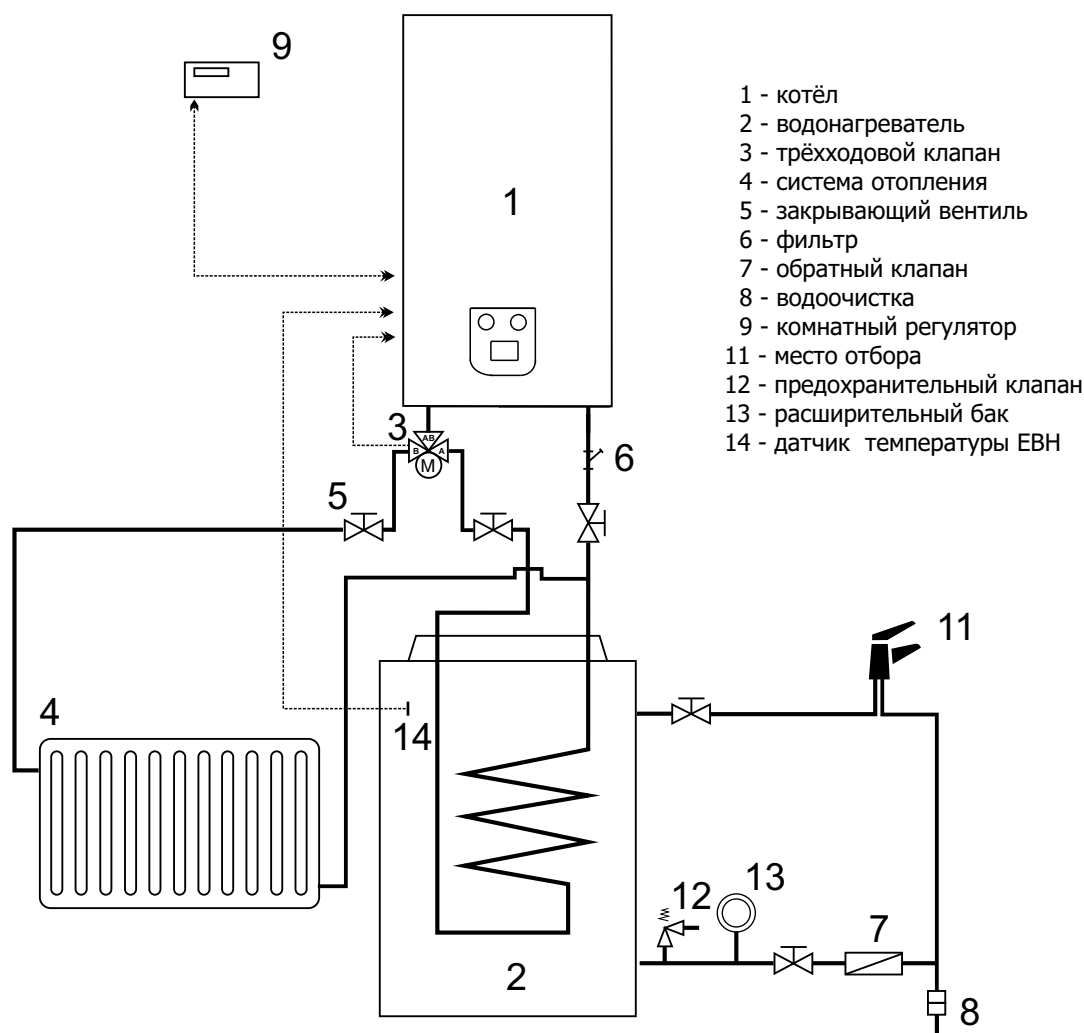 9
1
1 - котёл
2 - водонагреватель
3 - трёхходовой клапан
4 - система отопления
5 - закрывающий вентиль
6 - фильтр
7 - обратный клапан
8 - водоочистка
9 - комнатный регулятор
11 - место отбора
12 - предохранительный клапан
13 - расширительный бак
14 - датчик температуры ЕВН
3
AB
B
A
M
6
5
11
4
14
12
13
7
2
8